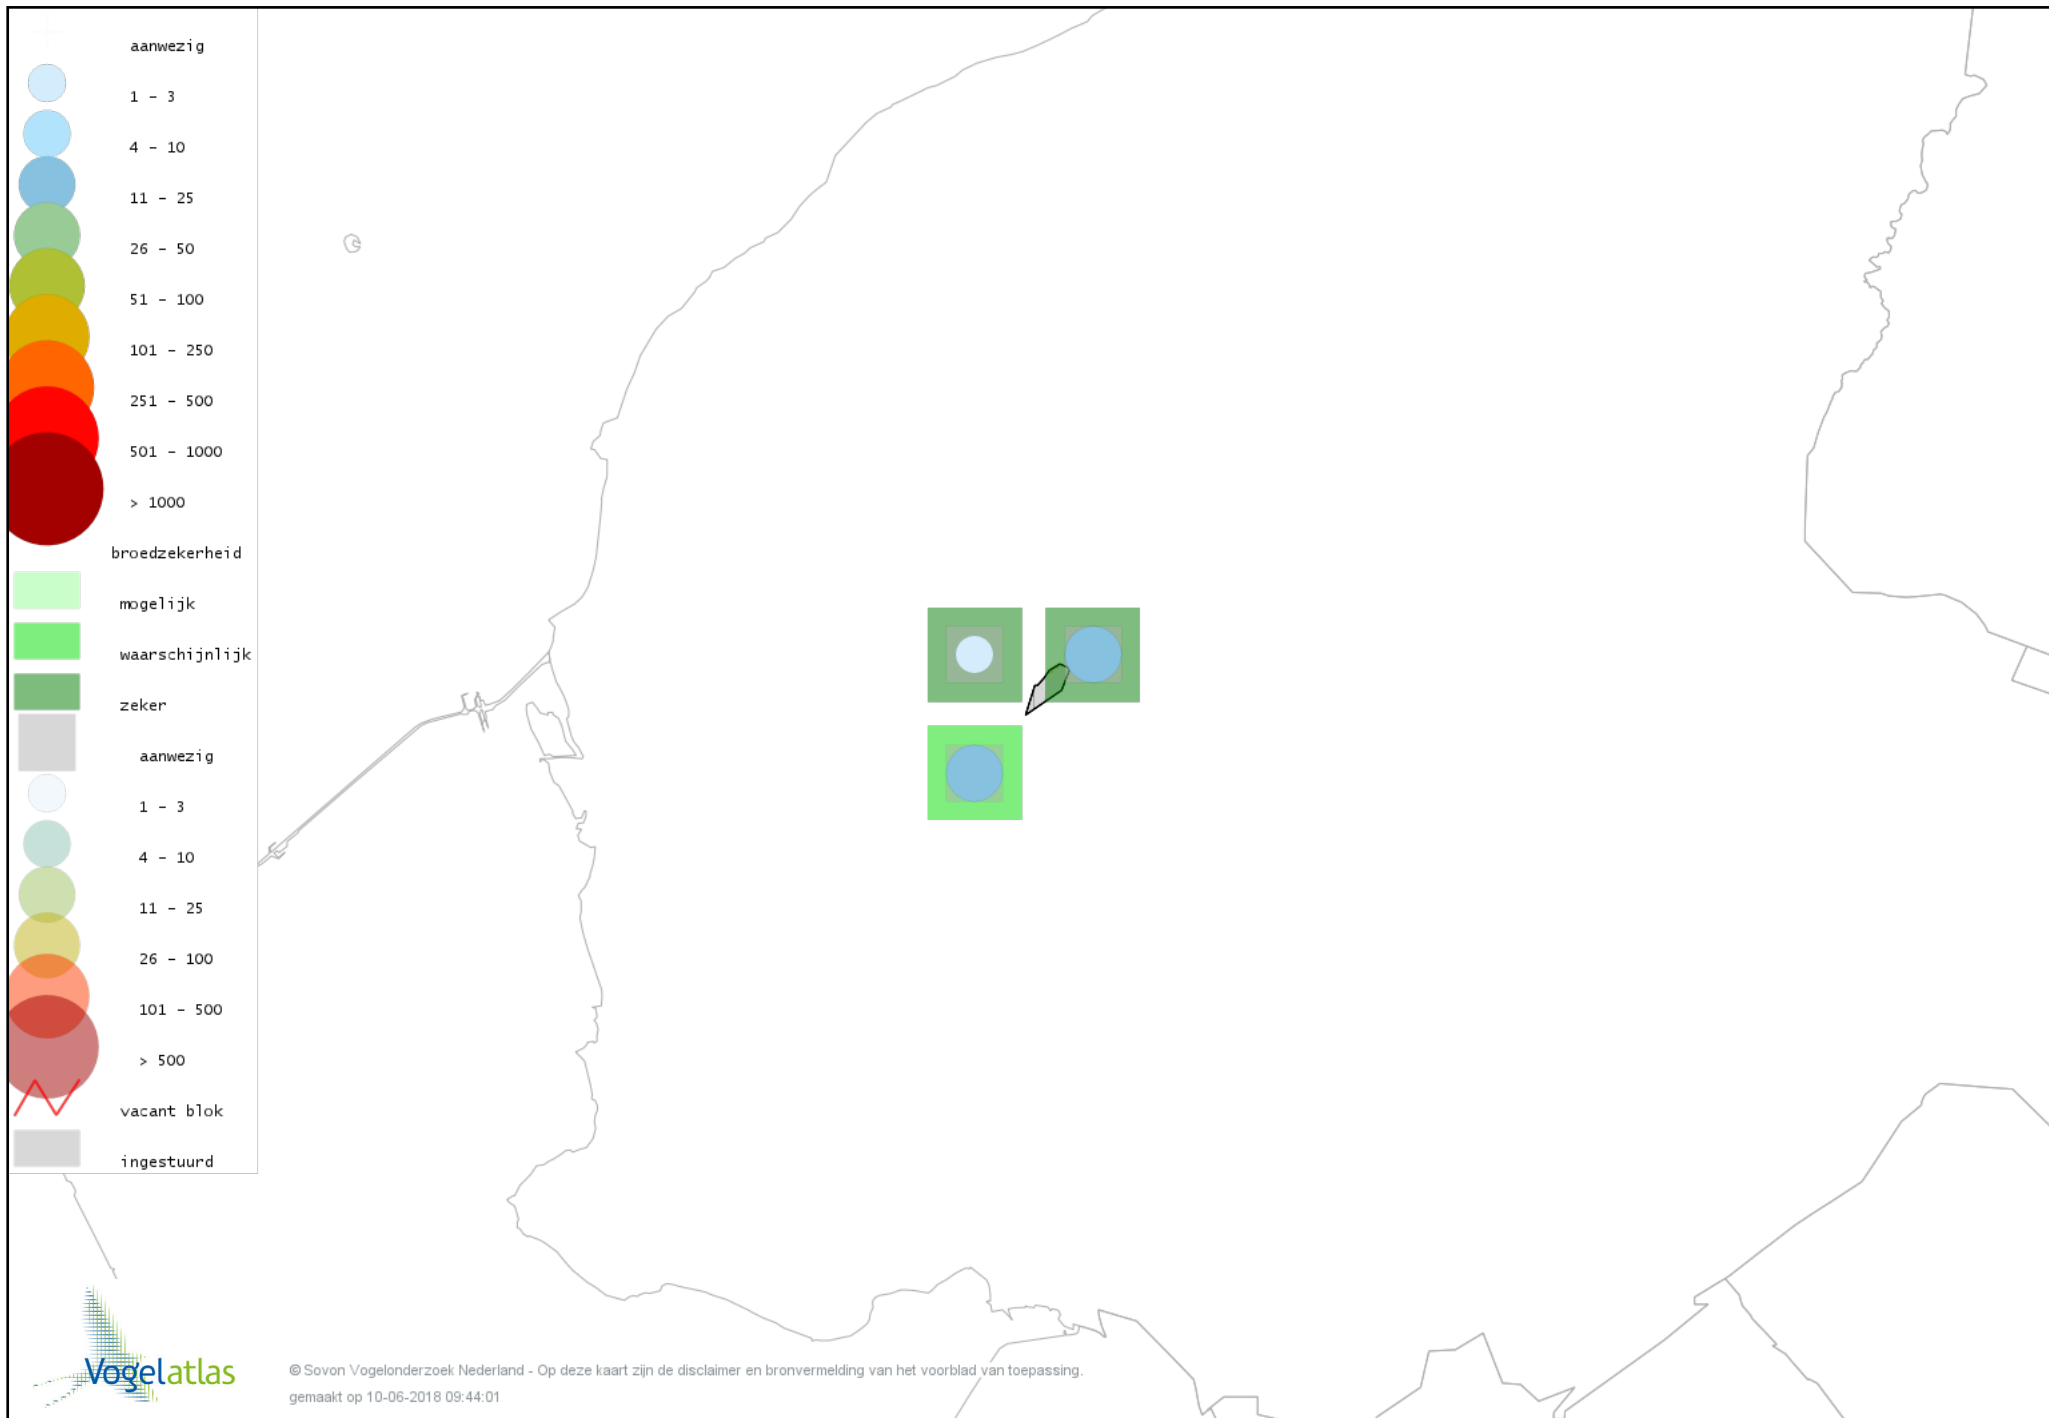 aanwezig
1 – 3
4 – 10
11 – 25
26 – 50
51 – 100
101 – 250
251 – 500
501 – 1000
> 1000
broedzekerheid
mogelijk
waarschijnlijk
zeker
aanwezig
1 – 3
4 – 10
11 – 25
26 – 100
101 – 500
> 500
vacant blok
ingestuurd
Vogelatlas
© Sovon Vogelonderzoek Nederland - Op deze kaart zijn de disclaimer en bronvermelding van het voorblad van toepassing.
gemaakt op 10-06-2018 09:44:01